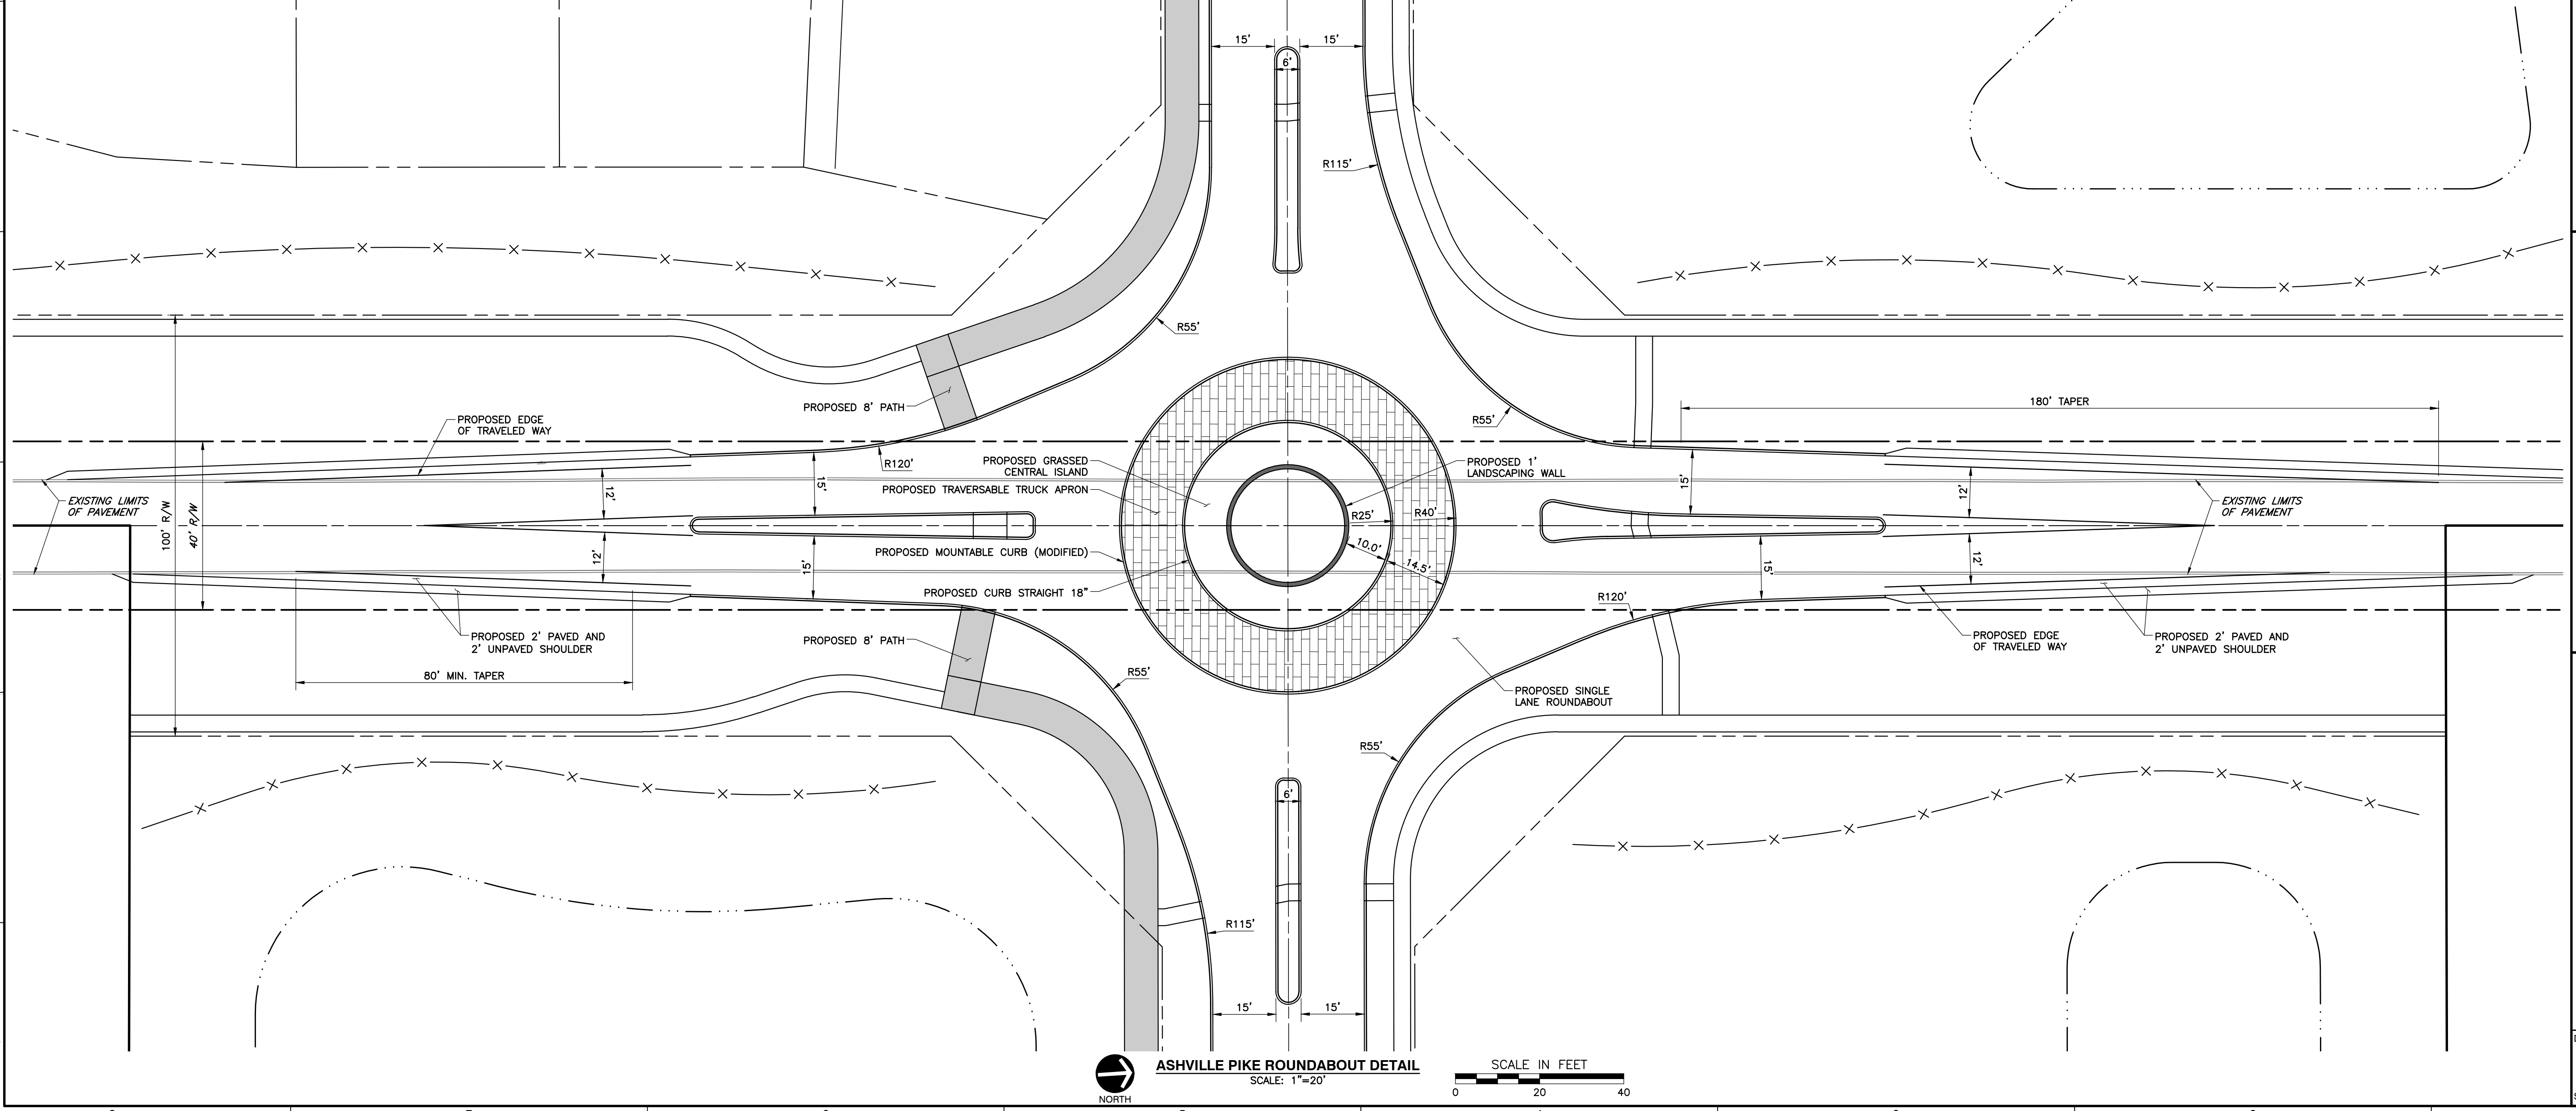 15'
15'
6'
R115'
R55'
PROPOSED 8' PATH
180' TAPER
R55'
PROPOSED EDGE
OF TRAVELED WAY
R120'
PROPOSED GRASSED
CENTRAL ISLAND
PROPOSED 1'
LANDSCAPING WALL
PROPOSED TRAVERSABLE TRUCK APRON
EXISTING LIMITS
OF PAVEMENT
12'
15'
15'
12'
EXISTING LIMITS
OF PAVEMENT
100' R/W
40' R/W
R25'
R40'
PROPOSED MOUNTABLE CURB (MODIFIED)
10.0'
14.5'
12'
15'
15'
12'
PROPOSED CURB STRAIGHT 18"
R120'
PROPOSED 2' PAVED AND
2' UNPAVED SHOULDER
PROPOSED 8' PATH
PROPOSED EDGE
OF TRAVELED WAY
PROPOSED 2' PAVED AND
2' UNPAVED SHOULDER
80' MIN. TAPER
R55'
PROPOSED SINGLE
LANE ROUNDABOUT
R55'
6'
R115'
15'
15'
NORTH
ASHVILLE PIKE ROUNDABOUT DETAIL
SCALE: 1"=20'
SCALE IN FEET
0
20
40